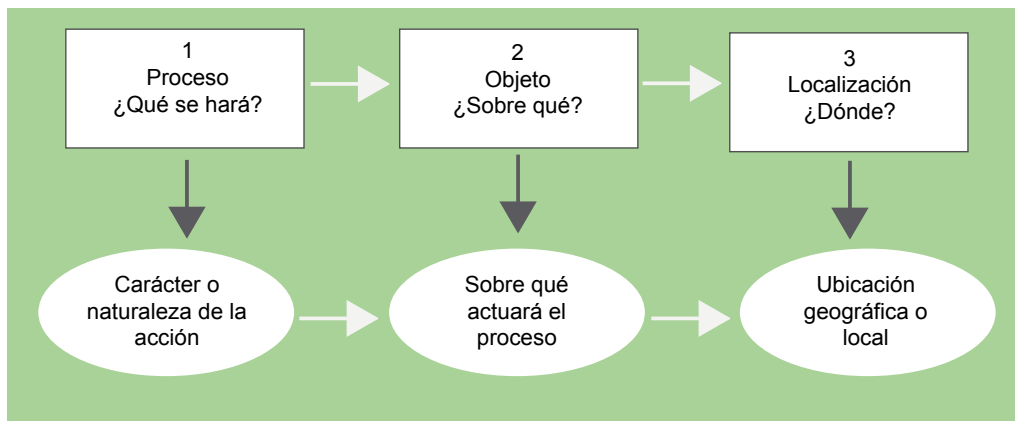 1
Proceso
¿Qué se hará?
2
Objeto
¿Sobre qué?
3
Localización
¿Dónde?
Carácter o
naturaleza de la
acción
Sobre qué
actuará el
proceso
Ubicación
geográfica o
local